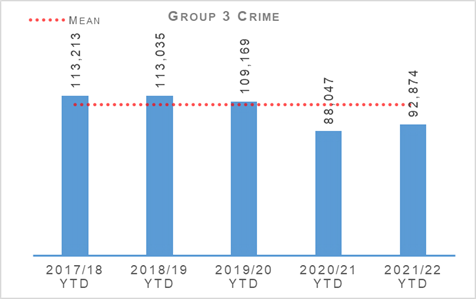 GROUP 3 CRIME
MEAN
113,213
113,035
109,169
88,047
92,874
2017/18 YTD
2018/19 YTD
2019/20 YTD
2020/21 YTD
2021/22 YTD